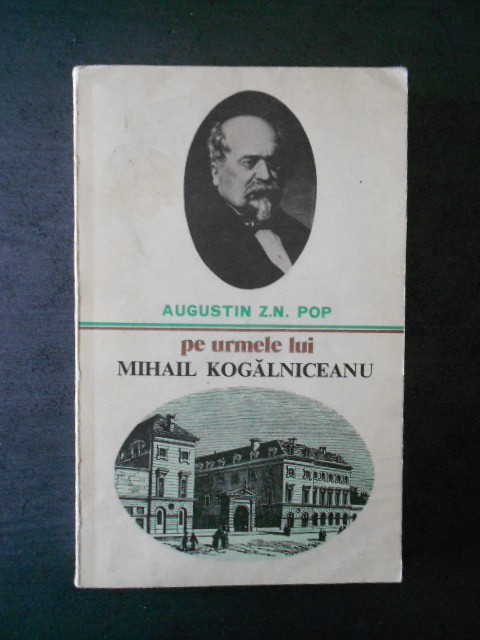 AUGUSTIN Z.N. POP
pe urmele lui
MIHAIL KOGĂLNICEANU